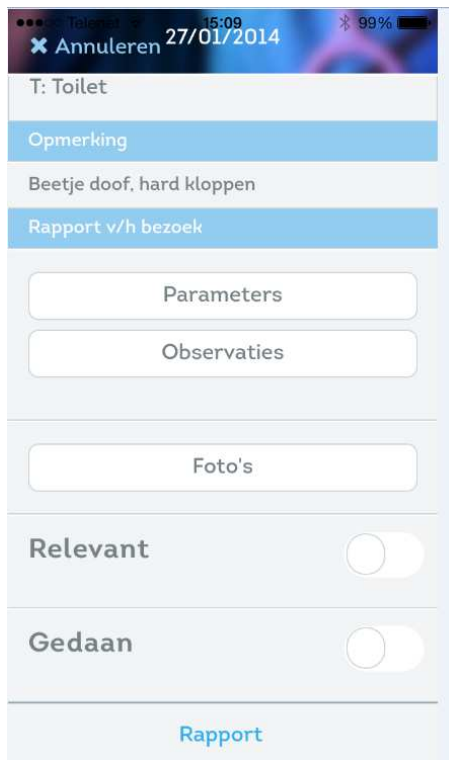 Telenet 15:09 99%
✖ Annuleren 27/01/2014
T: Toilet
Opmerking
Beetje doof, hard kloppen
Rapport v/h bezoek
Parameters
Observaties
Foto's
Relevant
Gedaan
Rapport